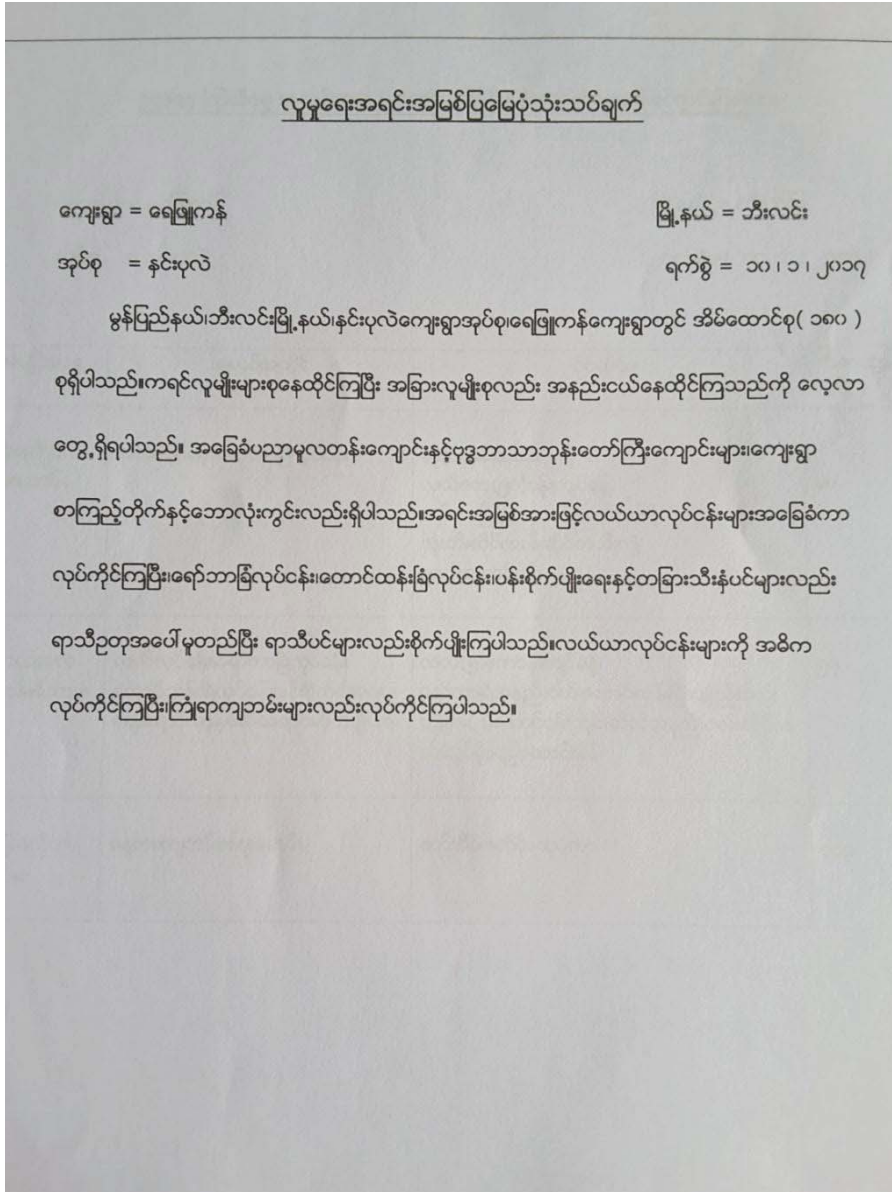 လူမှုရေးအရင်းအမြစ်ပြမြေပုံသုံးသပ်ချက်
ကျေးရွာ = ရေဖြူကန် မြို့နယ် = ဘီးလင်း
အုပ်စု = နှင်းပုလဲ ရက်စွဲ = ၁၀ ၊ ၁ ၊ ၂၀၁၇
မွန်ပြည်နယ်၊ဘီးလင်းမြို့နယ်၊နှင်းပုလဲကျေးရွာအုပ်စု၊ရေဖြူကန်ကျေးရွာတွင် အိမ်ထောင်စု( ၁၈၀ )
စုရှိပါသည်။ကရင်လူမျိုးများစုနေထိုင်ကြပြီး အခြားလူမျိုးစုလည်း အနည်းငယ်နေထိုင်ကြသည်ကို လေ့လာ
တွေ့ရှိရပါသည်။ အခြေခံပညာမူလတန်းကျောင်းနှင့်ဗုဒ္ဓဘာသာဘုန်းတော်ကြီးကျောင်းများ၊ကျေးရွာ
စာကြည့်တိုက်နှင့်ဘောလုံးကွင်းလည်းရှိပါသည်။အရင်းအမြစ်အားဖြင့်လယ်ယာလုပ်ငန်းများအခြေခံကာ
လုပ်ကိုင်ကြပြီး၊ရော်ဘာခြံလုပ်ငန်း၊တောင်ထန်းခြံလုပ်ငန်း၊ပန်းစိုက်ပျိုးရေးနှင့်တခြားသီးနှံပင်များလည်း
ရာသီဥတုအပေါ်မူတည်ပြီး ရာသီပင်များလည်းစိုက်ပျိုးကြပါသည်။လယ်ယာလုပ်ငန်းများကို အဓိက
လုပ်ကိုင်ကြပြီး၊ကြုံရာကျဘမ်းများလည်းလုပ်ကိုင်ကြပါသည်။